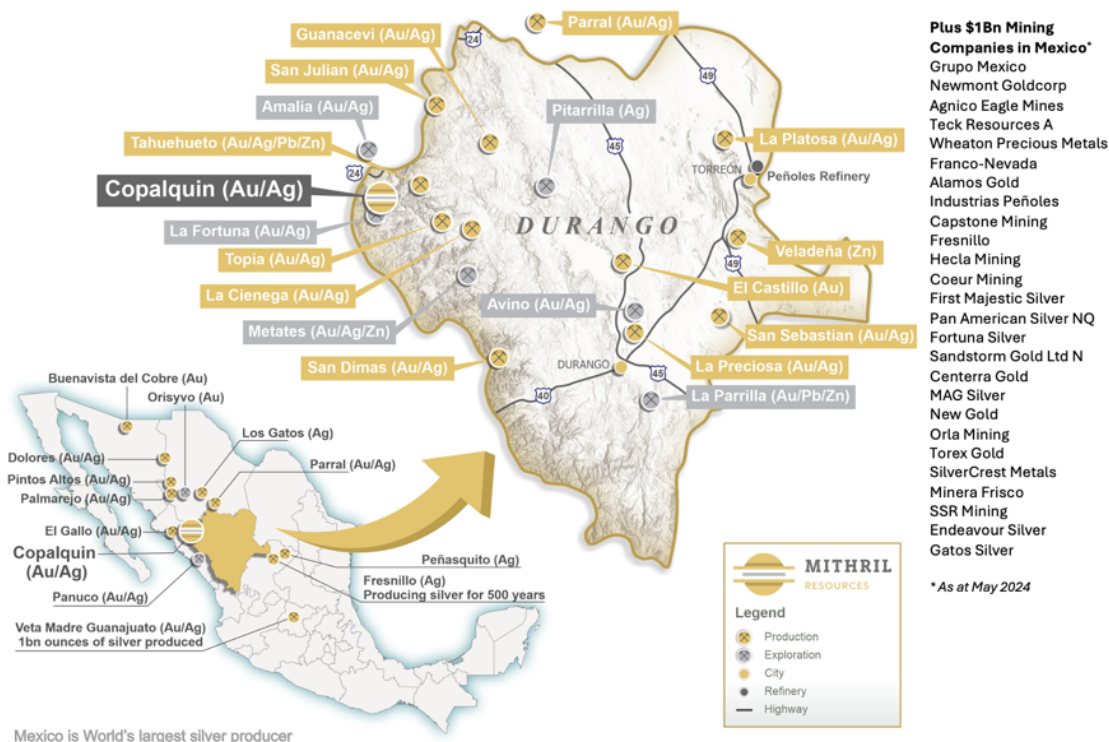 Parral (Au/Ag)
24
Guanacevi (Au/Ag)
San Julian (Au/Ag)
49
Amalia (Au/Ag)
Pitarrilla (Ag)
Tahuehueto (Au/Ag/Pb/Zn)
45
La Platosa (Au/Ag)
TORREÓN
Peñoles Refinery
24
Copalquin (Au/Ag)
La Fortuna (Au/Ag)
DURANGO
Topia (Au/Ag)
Veladeña (Zn)
49
La Cienega (Au/Ag)
El Castillo (Au)
Metates (Au/Ag/Zn)
Avino (Au/Ag)
San Sebastian (Au/Ag)
San Dimas (Au/Ag)
DURANGO
La Preciosa (Au/Ag)
45
40
La Parrilla (Au/Pb/Zn)
Buenavista del Cobre (Au)
Orisyvo (Au)
Los Gatos (Ag)
Dolores (Au/Ag)
Parral (Au/Ag)
Pintos Altos (Au/Ag)
Palmarejo (Au/Ag)
El Gallo (Au/Ag)
Copalquin
(Au/Ag)
Peñasquito (Ag)
Panuco (Au/Ag)
Fresnillo (Ag)
Producing silver for 500 years
Veta Madre Guanajuato (Au/Ag)
1bn ounces of silver produced
Mexico is World's largest silver producer
MITHRIL
RESOURCES
Legend
Production
Exploration
City
Refinery
Highway
Plus $1Bn Mining
Companies in Mexico*
Grupo Mexico
Newmont Goldcorp
Agnico Eagle Mines
Teck Resources A
Wheaton Precious Metals
Franco-Nevada
Alamos Gold
Industrias Peñoles
Capstone Mining
Fresnillo
Hecla Mining
Coeur Mining
First Majestic Silver
Pan American Silver NQ
Fortuna Silver
Sandstorm Gold Ltd N
Centerra Gold
MAG Silver
New Gold
Orla Mining
Torex Gold
SilverCrest Metals
Minera Frisco
SSR Mining
Endeavour Silver
Gatos Silver
* As at May 2024